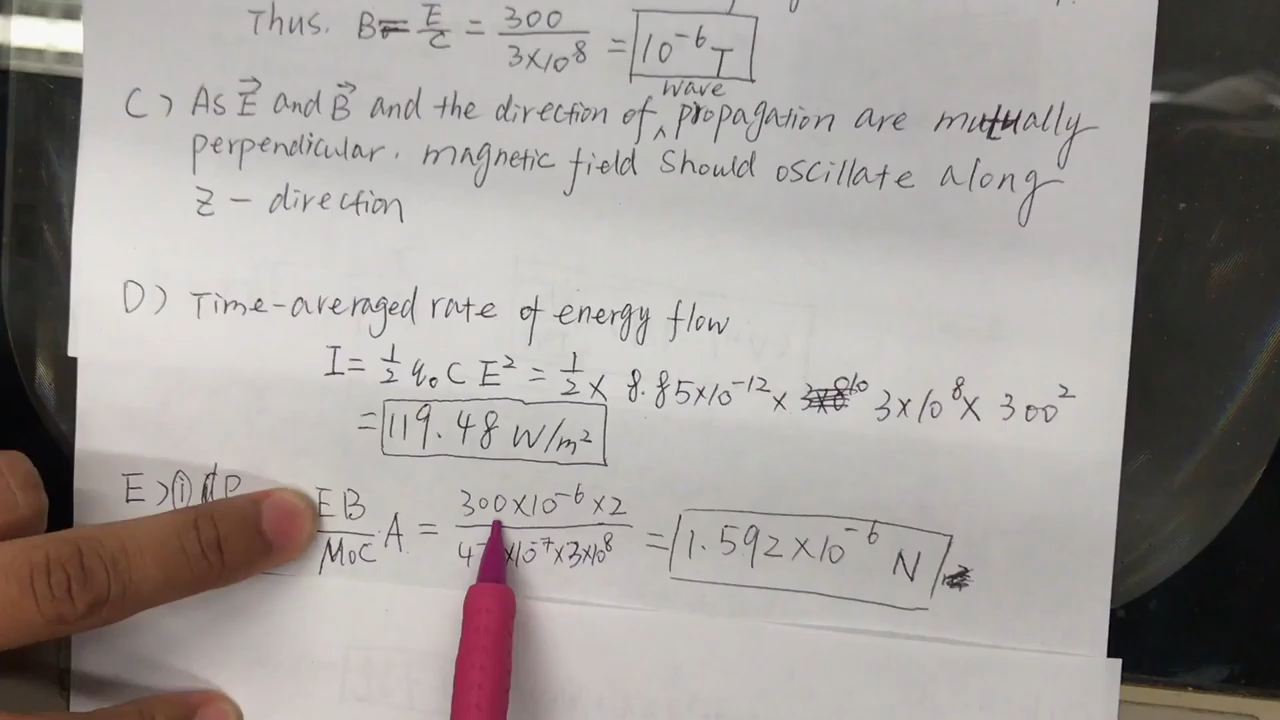 Thus. B= E/C = 300/3×10⁸ = 10⁻⁶ T
C) As E⃗ and B⃗ and the direction of wave propagation are mutually
perpendicular. magnetic field should oscillate along
z - direction
D) Time-averaged rate of energy flow
I = 1/2 ε₀ C E² = 1/2 × 8.85×10⁻¹² × 3×10⁸ × 300²
= 119.48 W/m²
E) ① EB/M₀C · A = 300×10⁻⁶×2 / 4 ×10⁻⁷×3×10⁸ = 1.592×10⁻⁶ N